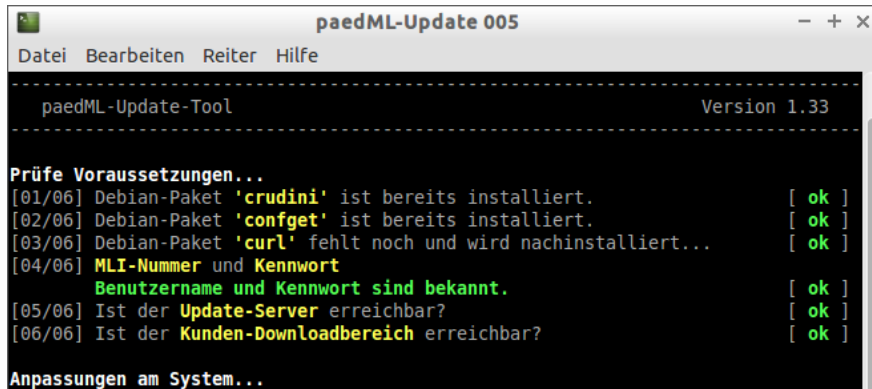 paedML-Update 005
Datei Bearbeiten Reiter Hilfe
--------------------------------------------------------------------------------
paedML-Update-Tool Version 1.33
--------------------------------------------------------------------------------
Prüfe Voraussetzungen...
[01/06] Debian-Paket 'crudini' ist bereits installiert. [ ok ]
[02/06] Debian-Paket 'confget' ist bereits installiert. [ ok ]
[03/06] Debian-Paket 'curl' fehlt noch und wird nachinstalliert... [ ok ]
[04/06] MLI-Nummer und Kennwort
Benutzername und Kennwort sind bekannt. [ ok ]
[05/06] Ist der Update-Server erreichbar? [ ok ]
[06/06] Ist der Kunden-Downloadbereich erreichbar? [ ok ]
Anpassungen am System...